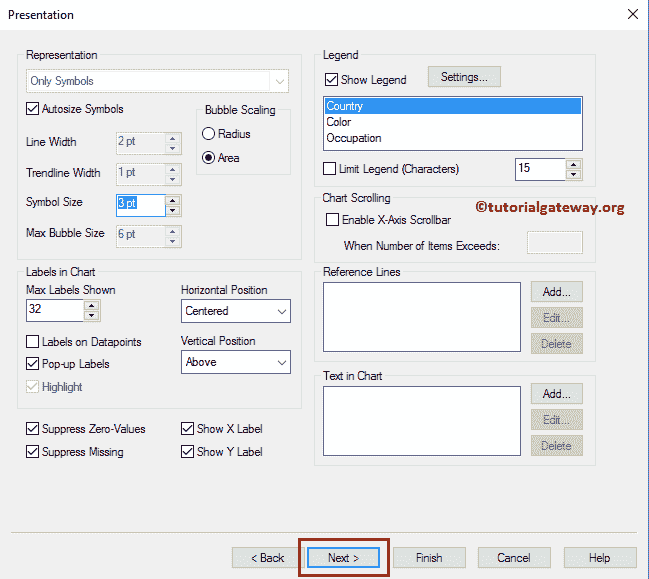 Presentation
Representation
Only Symbols
Autosize Symbols
Bubble Scaling
Radius
Area
Line Width
2 pt
Trendline Width
1 pt
Symbol Size
3 pt
Max Bubble Size
6 pt
Labels in Chart
Max Labels Shown
32
Horizontal Position
Centered
Labels on Datapoints
Vertical Position
Above
Pop-up Labels
Highlight
Suppress Zero-Values
Show X Label
Suppress Missing
Show Y Label
Legend
Show Legend
Settings...
Country
Color
Occupation
Limit Legend (Characters)
15
©tutorialgateway.org
Chart Scrolling
Enable X-Axis Scrollbar
When Number of Items Exceeds:
Reference Lines
Add...
Edit...
Delete
Text in Chart
Add...
Edit...
Delete
< Back
Next >
Finish
Cancel
Help